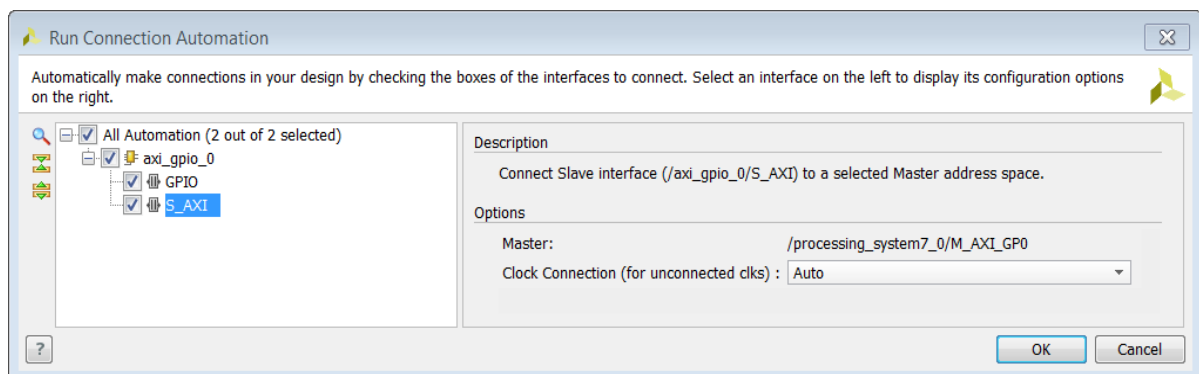 Run Connection Automation
Automatically make connections in your design by checking the boxes of the interfaces to connect. Select an interface on the left to display its configuration options
on the right.
All Automation (2 out of 2 selected)
axi_gpio_0
GPIO
S_AXI
Description
Connect Slave interface (/axi_gpio_0/S_AXI) to a selected Master address space.
Options
Master: /processing_system7_0/M_AXI_GP0
Clock Connection (for unconnected clks) : Auto
?
OK Cancel